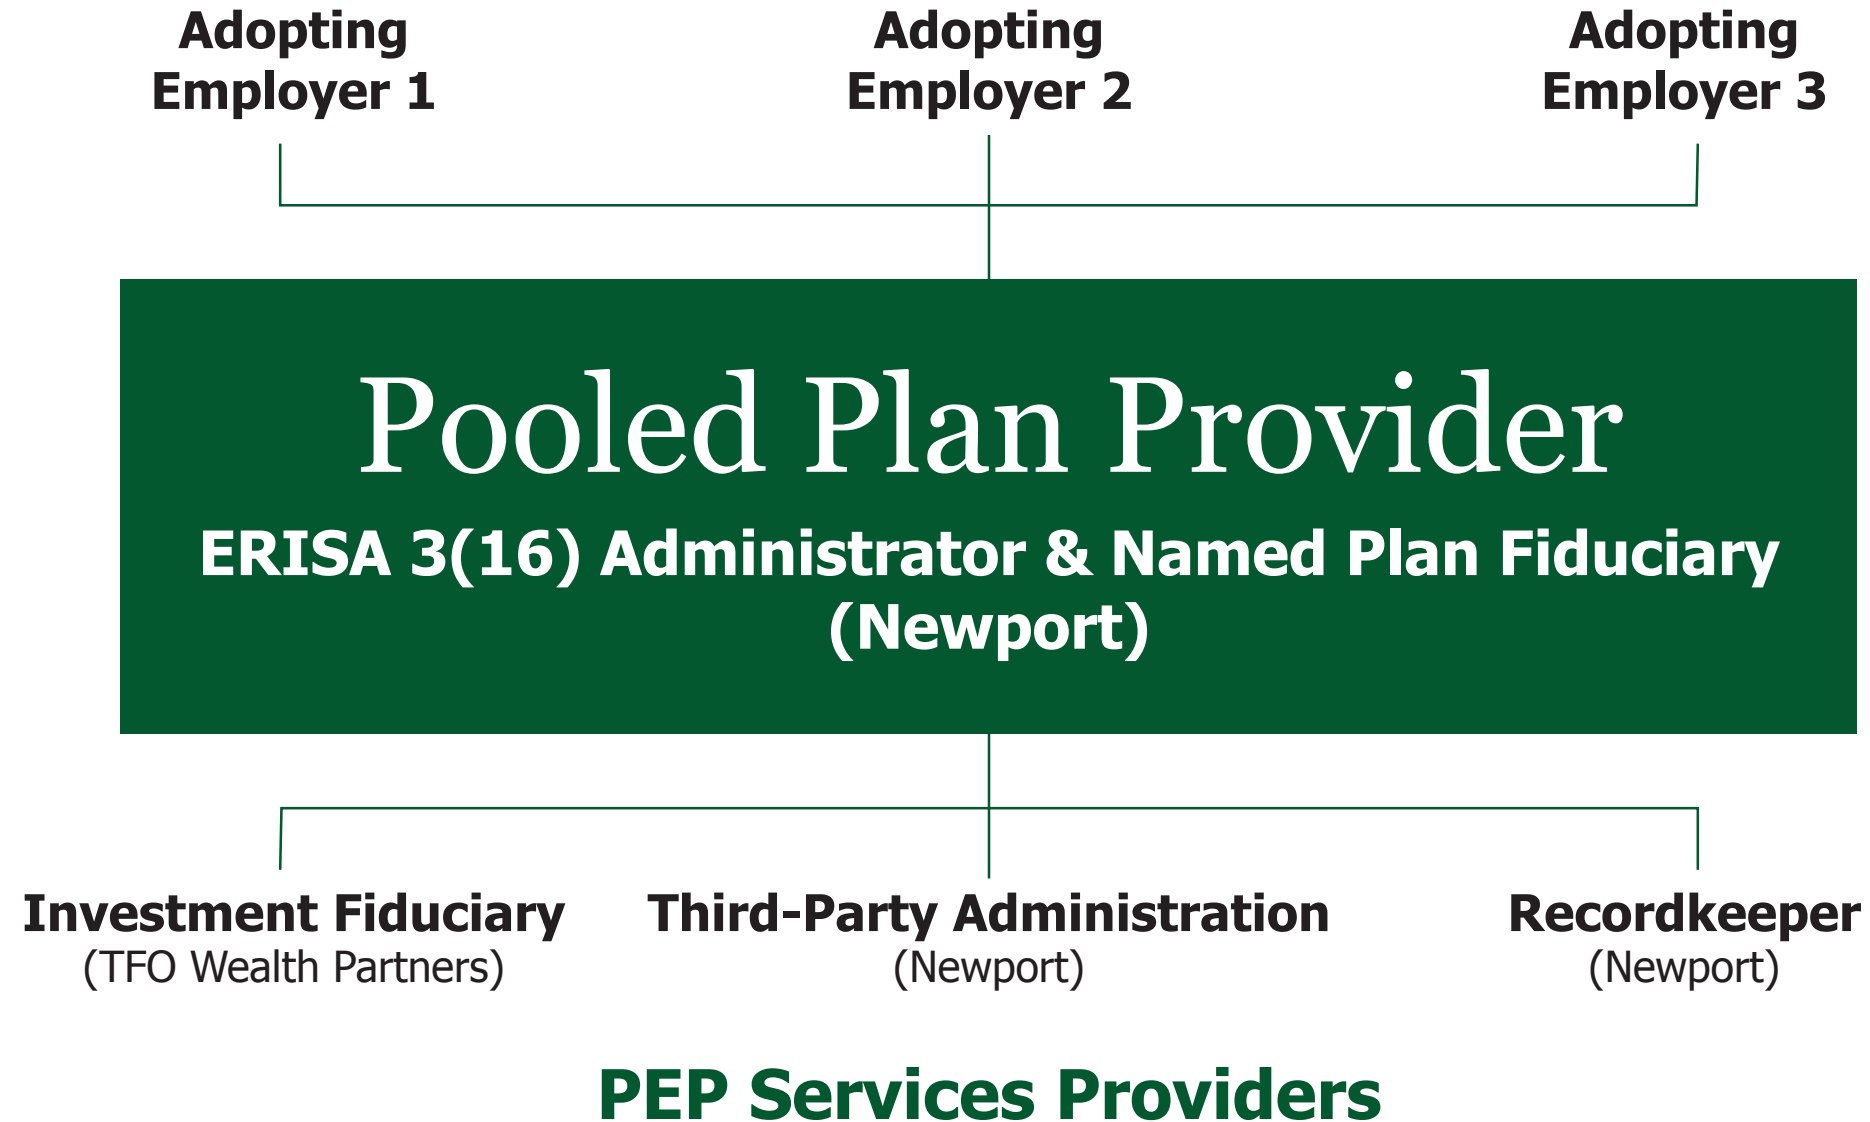 Adopting
Employer 1
Adopting
Employer 2
Adopting
Employer 3
Pooled Plan Provider
ERISA 3(16) Administrator & Named Plan Fiduciary
(Newport)
Investment Fiduciary
(TFO Wealth Partners)
Third-Party Administration
(Newport)
Recordkeeper
(Newport)
PEP Services Providers